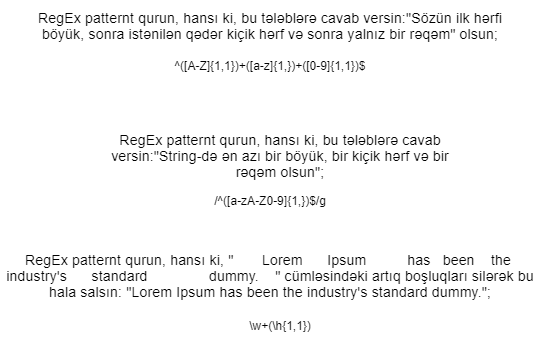 RegEx patternt qurun, hansı ki, bu tələblərə cavab versin:"Sözün ilk hərfi
böyük, sonra istənilən qədər kiçik hərf və sonra yalnız bir rəqəm" olsun;
^([A-Z]{1,1})+([a-z]{1,})+([0-9]{1,1})$
RegEx patternt qurun, hansı ki, bu tələblərə cavab
versin:"String-də ən azı bir böyük, bir kiçik hərf və bir
rəqəm olsun";
/^([a-zA-Z0-9]{1,})$/g
RegEx patternt qurun, hansı ki, " Lorem Ipsum has been the
industry's standard dummy. " cümləsindəki artıq boşluqları silərək bu
hala salsın: "Lorem Ipsum has been the industry's standard dummy.";
\w+(\h{1,1})